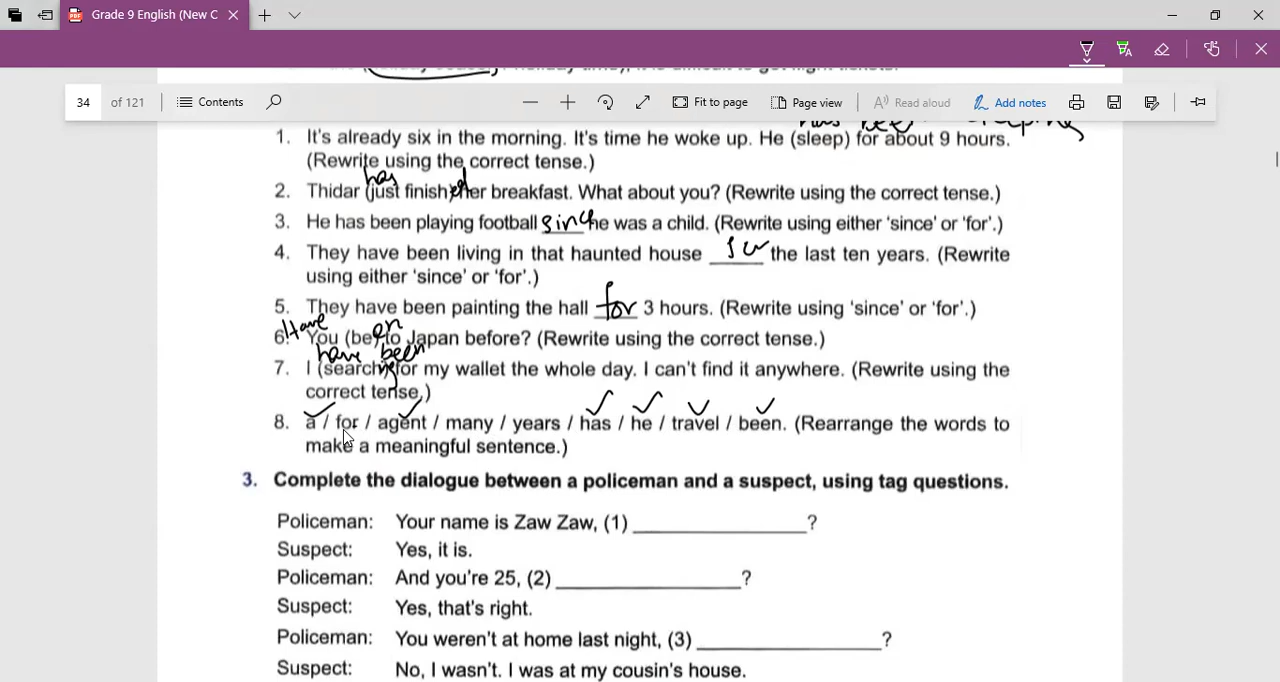 Grade 9 English (New C
34 of 121 Contents Fit to page Page view Read aloud Add notes
has been sleeping
1. It's already six in the morning. It's time he woke up. He (sleep) for about 9 hours.
(Rewrite using the correct tense.)
has ed
2. Thidar (just finish) her breakfast. What about you? (Rewrite using the correct tense.)
3. He has been playing football since he was a child. (Rewrite using either 'since' or 'for'.)
4. They have been living in that haunted house ____ the last ten years. (Rewrite
using either 'since' or 'for'.)
5. They have been painting the hall for 3 hours. (Rewrite using 'since' or 'for'.)
Have en
6. You (be) to Japan before? (Rewrite using the correct tense.)
have been
7. I (search) for my wallet the whole day. I can't find it anywhere. (Rewrite using the
ing
correct tense.)
8. a / for / agent / many / years / has / he / travel / been. (Rearrange the words to
make a meaningful sentence.)
3. Complete the dialogue between a policeman and a suspect, using tag questions.
Policeman: Your name is Zaw Zaw, (1) ____________?
Suspect: Yes, it is.
Policeman: And you're 25, (2) ____________?
Suspect: Yes, that's right.
Policeman: You weren't at home last night, (3) ____________?
Suspect: No, I wasn't. I was at my cousin's house.